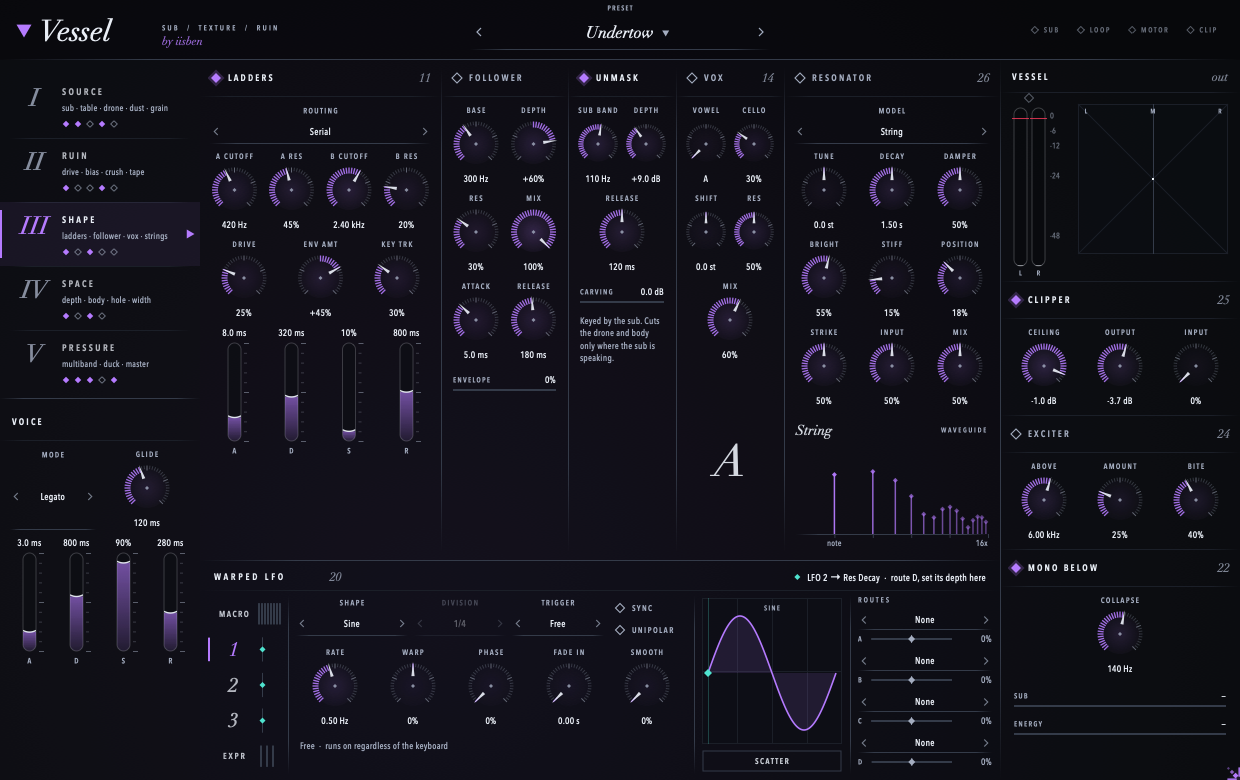 PRESET
Vessel
SUB / TEXTURE / RUIN
by iisben
Undertow
SUB LOOP MOTOR CLIP
I SOURCE
sub · table · drone · dust · grain
II RUIN
drive · bias · crush · tape
III SHAPE
ladders · follower · vox · strings
IV SPACE
depth · body · hole · width
V PRESSURE
multiband · duck · master
VOICE
MODE GLIDE
Legato
120 ms
3.0 ms 800 ms 90% 280 ms
A D S R
LADDERS 11
ROUTING
Serial
A CUTOFF A RES B CUTOFF B RES
420 Hz 45% 2.40 kHz 20%
DRIVE ENV AMT KEY TRK
25% +45% 30%
8.0 ms 320 ms 10% 800 ms
A D S R
FOLLOWER
BASE DEPTH
300 Hz +60%
RES MIX
30% 100%
ATTACK RELEASE
5.0 ms 180 ms
ENVELOPE 0%
UNMASK
SUB BAND DEPTH
110 Hz +9.0 dB
RELEASE
120 ms
CARVING 0.0 dB
Keyed by the sub. Cuts
the drone and body
only where the sub is
speaking.
VOX 14
VOWEL CELLO
A 30%
SHIFT RES
0.0 st 50%
MIX
60%
A
RESONATOR 26
MODEL
String
TUNE DECAY DAMPER
0.0 st 1.50 s 50%
BRIGHT STIFF POSITION
55% 15% 18%
STRIKE INPUT MIX
50% 50% 50%
String WAVEGUIDE
note 16x
VESSEL out
0
-6
-12
-24
-48
L R
L M R
CLIPPER 25
CEILING OUTPUT INPUT
-1.0 dB -3.7 dB 0%
EXCITER 24
ABOVE AMOUNT BITE
6.00 kHz 25% 40%
MONO BELOW 22
COLLAPSE
140 Hz
SUB –
ENERGY –
WARPED LFO 20
LFO 2 → Res Decay · route D, set its depth here
MACRO
1
2
3
EXPR
SHAPE DIVISION TRIGGER
Sine 1/4 Free
SYNC
UNIPOLAR
RATE WARP PHASE FADE IN SMOOTH
0.50 Hz 0% 0% 0.00 s 0%
Free · runs on regardless of the keyboard
SINE
SCATTER
ROUTES
None
A 0%
None
B 0%
None
C 0%
None
D 0%